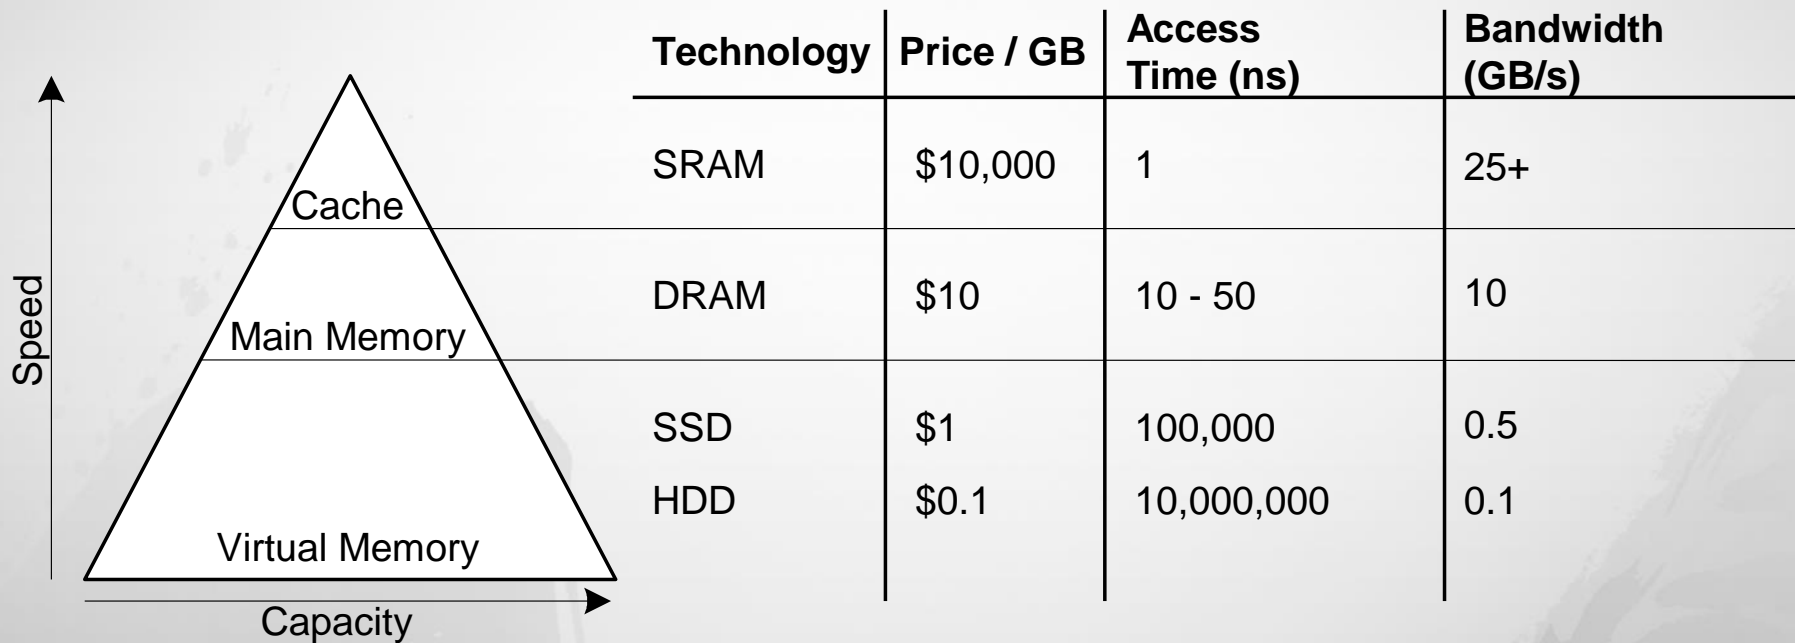 Technology Price / GB Access Time (ns) Bandwidth (GB/s)
Cache
SRAM $10,000 1 25+
Main Memory
DRAM $10 10 - 50 10
SSD $1 100,000 0.5
HDD $0.1 10,000,000 0.1
Virtual Memory
Speed
Capacity